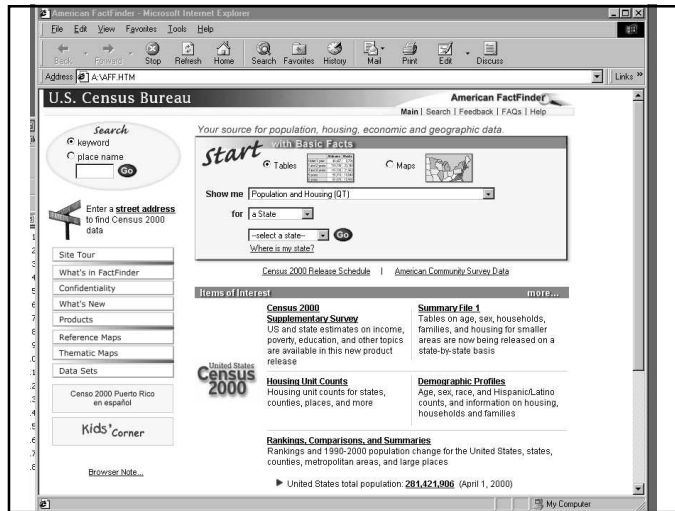 American FactFinder - Microsoft Internet Explorer
File Edit View Favorites Tools Help
Back Forward Stop Refresh Home Search Favorites History Mail Print Edit Discuss
Address A:\AFF.HTM Links »
U.S. Census Bureau
American FactFinder
Main | Search | Feedback | FAQs | Help
Search
keyword
place name
Go
Your source for population, housing, economic and geographic data.
Start with Basic Facts
Tables Maps
Show me Population and Housing (QT)
for a State
--select a state-- Go
Where is my state?
Enter a street address
to find Census 2000
data
Census 2000 Release Schedule | American Community Survey Data
Site Tour
What's in FactFinder
Confidentiality
What's New
Products
Reference Maps
Thematic Maps
Data Sets
Censo 2000 Puerto Rico
en español
Kids' Corner
Browser Note...
Items of Interest more...
United States
Census
2000
Census 2000
Supplementary Survey
US and state estimates on income,
poverty, education, and other topics
are available in this new product
release
Summary File 1
Tables on age, sex, households,
families, and housing for smaller
areas are now being released on a
state-by-state basis
Housing Unit Counts
Housing unit counts for states,
counties, places, and more
Demographic Profiles
Age, sex, race, and Hispanic/Latino
counts, and information on housing,
households and families
Rankings, Comparisons, and Summaries
Rankings and 1990-2000 population change for the United States, states,
counties, metropolitan areas, and large places
United States total population: 281,421,906 (April 1, 2000)
My Computer